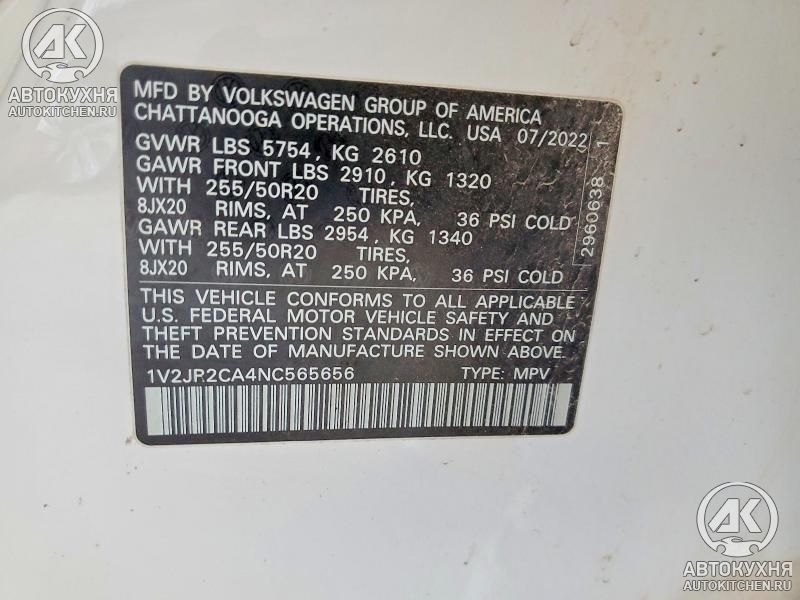 AK
АВТОКУХНЯ
AUTOKITCHEN.RU
MFD BY VOLKSWAGEN GROUP OF AMERICA
CHATTANOOGA OPERATIONS, LLC. USA 07/2022
GVWR LBS 5754, KG 2610
GAWR FRONT LBS 2910, KG 1320
WITH 255/50R20 TIRES,
8JX20 RIMS, AT 250 KPA, 36 PSI COLD
GAWR REAR LBS 2954, KG 1340
WITH 255/50R20 TIRES,
8JX20 RIMS, AT 250 KPA, 36 PSI COLD
THIS VEHICLE CONFORMS TO ALL APPLICABLE
U.S. FEDERAL MOTOR VEHICLE SAFETY AND
THEFT PREVENTION STANDARDS IN EFFECT ON
THE DATE OF MANUFACTURE SHOWN ABOVE.
1V2JR2CA4NC565656 TYPE: MPV
2960638 1
AK
АВТОКУХНЯ
AUTOKITCHEN.RU